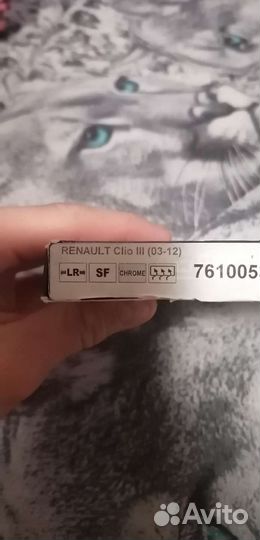 RENAULT Clio III (03-12)
LR SF CHROME 761005
Avito